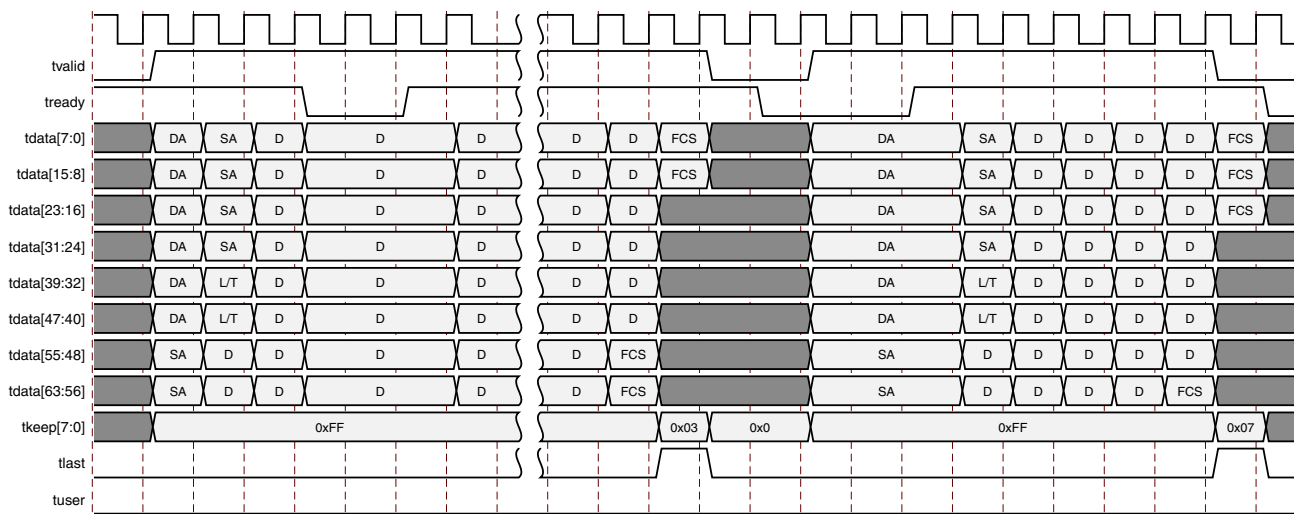 tvalid
tready
tdata[7:0] DA SA D D D D D FCS DA SA D D D D FCS
tdata[15:8] DA SA D D D D D FCS DA SA D D D D FCS
tdata[23:16] DA SA D D D D D DA SA D D D D FCS
tdata[31:24] DA SA D D D D D DA SA D D D D
tdata[39:32] DA L/T D D D D D DA L/T D D D D
tdata[47:40] DA L/T D D D D D DA L/T D D D D
tdata[55:48] SA D D D D D FCS SA D D D D D
tdata[63:56] SA D D D D D FCS SA D D D D FCS
tkeep[7:0] 0xFF 0x03 0x0 0xFF 0x07
tlast
tuser